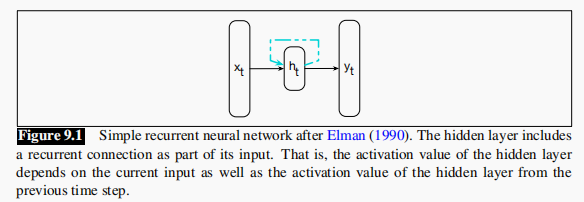 xt
ht
yt
Figure 9.1 Simple recurrent neural network after Elman (1990). The hidden layer includes
a recurrent connection as part of its input. That is, the activation value of the hidden layer
depends on the current input as well as the activation value of the hidden layer from the
previous time step.